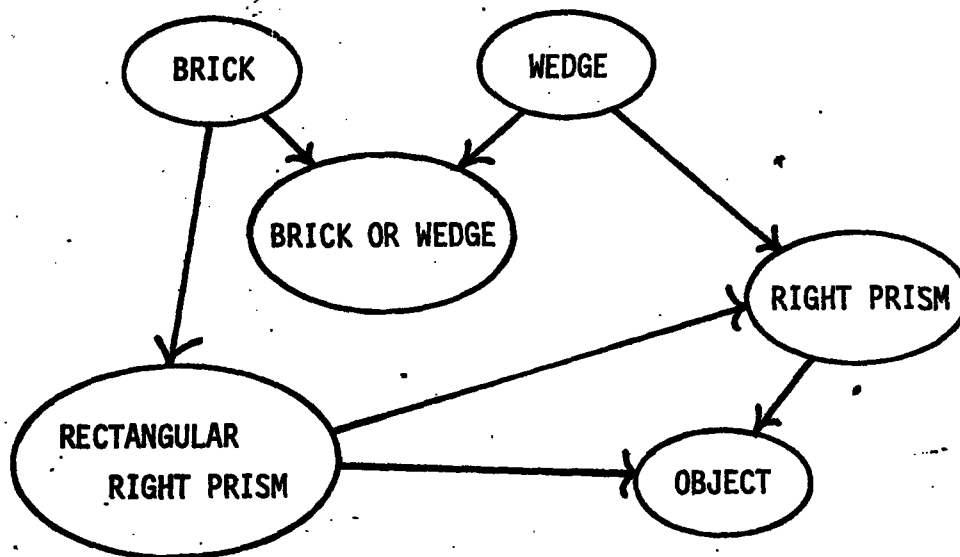 BRICK
WEDGE
BRICK OR WEDGE
RIGHT PRISM
RECTANGULAR
RIGHT PRISM
OBJECT